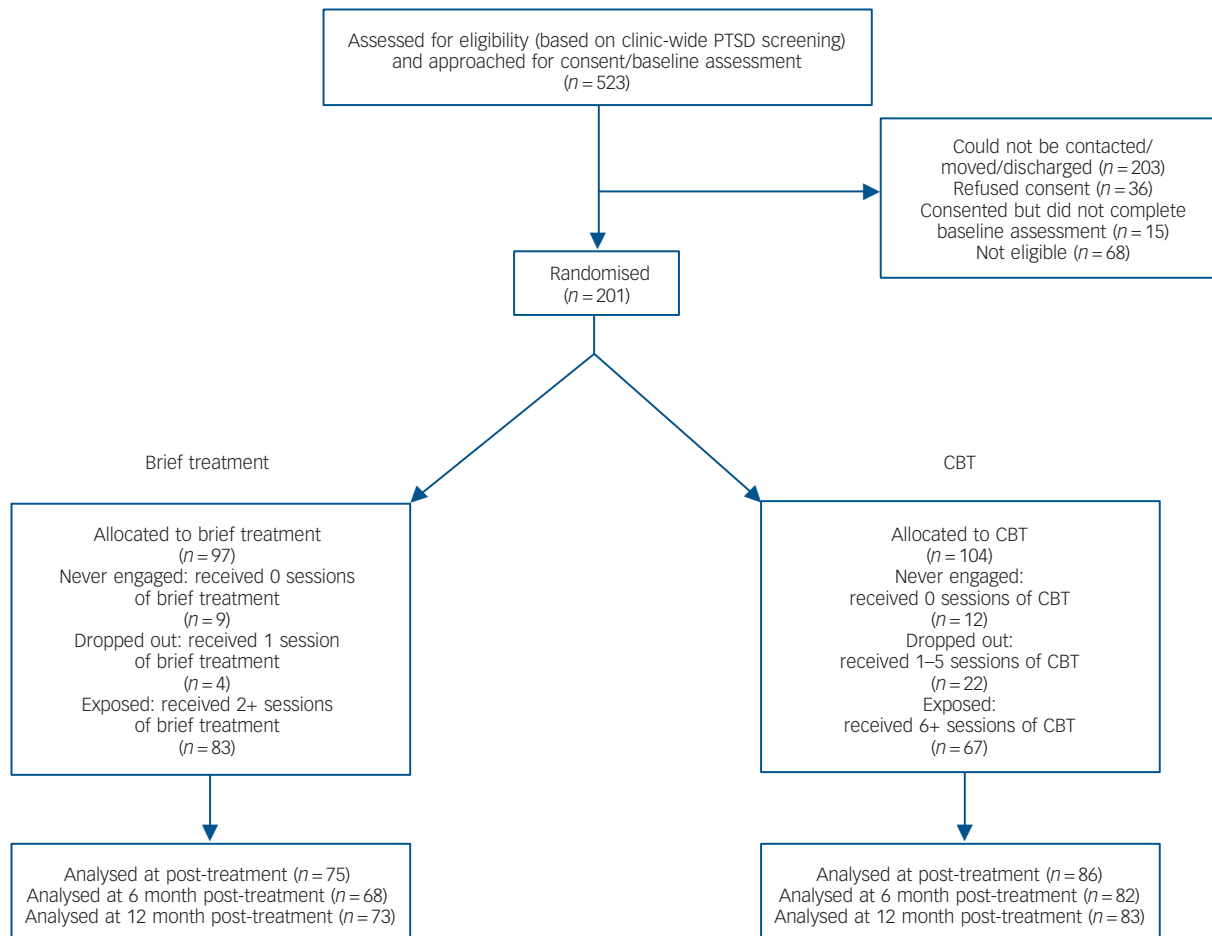 Assessed for eligibility (based on clinic-wide PTSD screening)
and approached for consent/baseline assessment
(n = 523)
Could not be contacted/
moved/discharged (n = 203)
Refused consent (n = 36)
Consented but did not complete
baseline assessment (n = 15)
Not eligible (n = 68)
Randomised
(n = 201)
Brief treatment
Allocated to brief treatment
(n = 97)
Never engaged: received 0 sessions
of brief treatment
(n = 9)
Dropped out: received 1 session
of brief treatment
(n = 4)
Exposed: received 2+ sessions
of brief treatment
(n = 83)
Analysed at post-treatment (n = 75)
Analysed at 6 month post-treatment (n = 68)
Analysed at 12 month post-treatment (n = 73)
CBT
Allocated to CBT
(n = 104)
Never engaged:
received 0 sessions of CBT
(n = 12)
Dropped out:
received 1–5 sessions of CBT
(n = 22)
Exposed:
received 6+ sessions of CBT
(n = 67)
Analysed at post-treatment (n = 86)
Analysed at 6 month post-treatment (n = 82)
Analysed at 12 month post-treatment (n = 83)